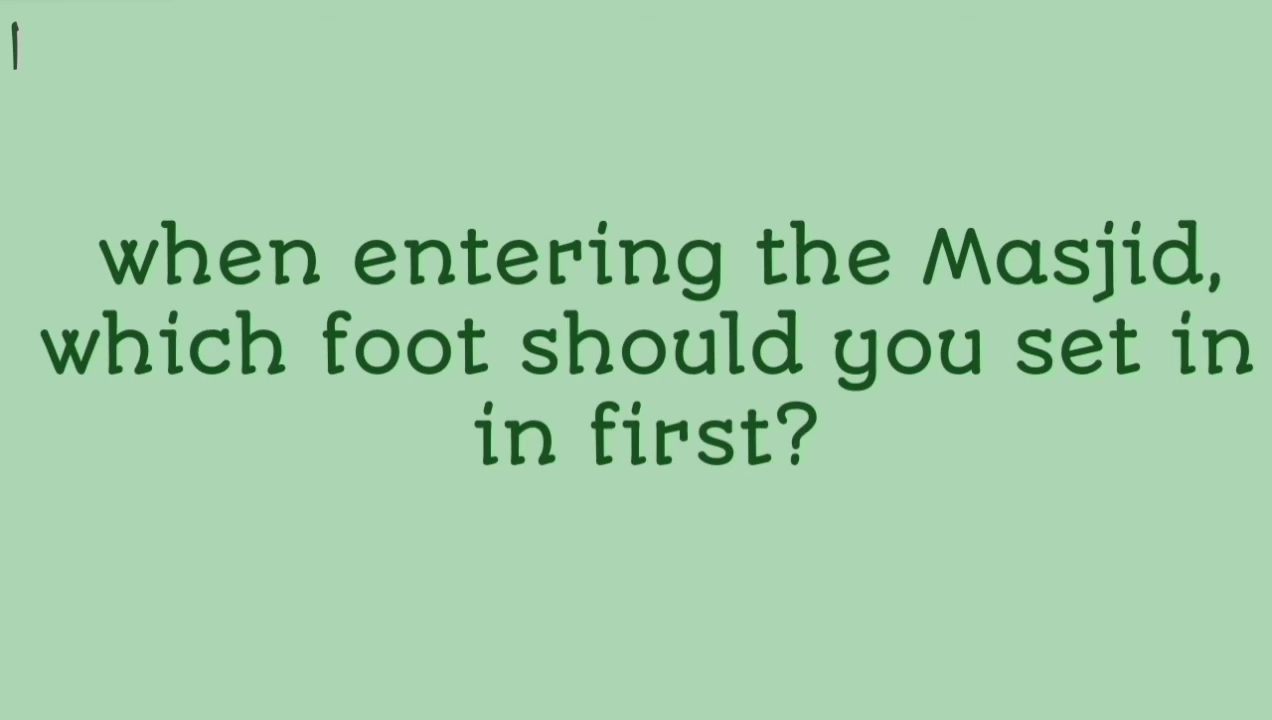 when entering the Masjid,
which foot should you set in
in first?